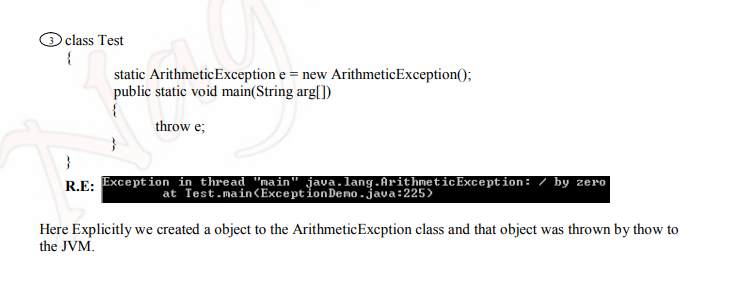 ③ class Test
{
static ArithmeticException e = new ArithmeticException();
public static void main(String arg[])
{
throw e;
}
}
R.E: Exception in thread "main" java.lang.ArithmeticException: / by zero
at Test.main(ExceptionDemo.java:225)
Here Explicitly we created a object to the ArithmeticExcption class and that object was thrown by thow to
the JVM.